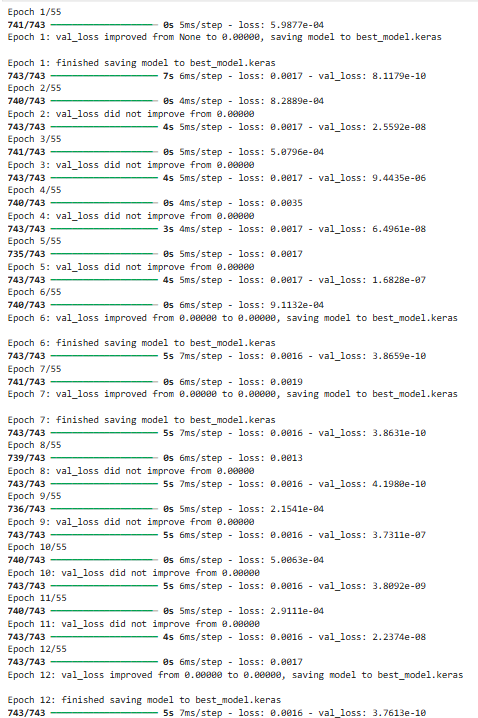 Epoch 1/55
741/743 0s 5ms/step - loss: 5.9877e-04
Epoch 1: val_loss improved from None to 0.00000, saving model to best_model.keras
Epoch 1: finished saving model to best_model.keras
743/743 7s 6ms/step - loss: 0.0017 - val_loss: 8.1179e-10
Epoch 2/55
740/743 0s 4ms/step - loss: 8.2889e-04
Epoch 2: val_loss did not improve from 0.00000
743/743 4s 5ms/step - loss: 0.0017 - val_loss: 2.5592e-08
Epoch 3/55
741/743 0s 5ms/step - loss: 5.0796e-04
Epoch 3: val_loss did not improve from 0.00000
743/743 4s 5ms/step - loss: 0.0017 - val_loss: 9.4435e-06
Epoch 4/55
740/743 0s 4ms/step - loss: 0.0035
Epoch 4: val_loss did not improve from 0.00000
743/743 3s 4ms/step - loss: 0.0017 - val_loss: 6.4961e-08
Epoch 5/55
735/743 0s 5ms/step - loss: 0.0017
Epoch 5: val_loss did not improve from 0.00000
743/743 4s 5ms/step - loss: 0.0017 - val_loss: 1.6828e-07
Epoch 6/55
740/743 0s 6ms/step - loss: 9.1132e-04
Epoch 6: val_loss improved from 0.00000 to 0.00000, saving model to best_model.keras
Epoch 6: finished saving model to best_model.keras
743/743 5s 7ms/step - loss: 0.0016 - val_loss: 3.8659e-10
Epoch 7/55
741/743 0s 6ms/step - loss: 0.0019
Epoch 7: val_loss improved from 0.00000 to 0.00000, saving model to best_model.keras
Epoch 7: finished saving model to best_model.keras
743/743 5s 7ms/step - loss: 0.0016 - val_loss: 3.8631e-10
Epoch 8/55
739/743 0s 6ms/step - loss: 0.0013
Epoch 8: val_loss did not improve from 0.00000
743/743 5s 7ms/step - loss: 0.0016 - val_loss: 4.1980e-10
Epoch 9/55
736/743 0s 5ms/step - loss: 2.1541e-04
Epoch 9: val_loss did not improve from 0.00000
743/743 5s 6ms/step - loss: 0.0016 - val_loss: 3.7311e-07
Epoch 10/55
740/743 0s 6ms/step - loss: 5.0063e-04
Epoch 10: val_loss did not improve from 0.00000
743/743 5s 6ms/step - loss: 0.0016 - val_loss: 3.8092e-09
Epoch 11/55
740/743 0s 5ms/step - loss: 2.9111e-04
Epoch 11: val_loss did not improve from 0.00000
743/743 4s 6ms/step - loss: 0.0016 - val_loss: 2.2374e-08
Epoch 12/55
743/743 0s 6ms/step - loss: 0.0017
Epoch 12: val_loss improved from 0.00000 to 0.00000, saving model to best_model.keras
Epoch 12: finished saving model to best_model.keras
743/743 5s 7ms/step - loss: 0.0016 - val_loss: 3.7613e-10